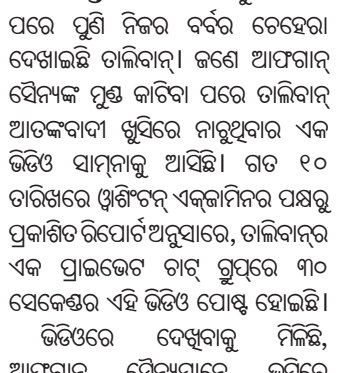 ପରେ ପୁଣି ନିଜର ବର୍ବର ଚେହେରା
ଦେଖାଇଛି ତାଲିବାନ୍। ଜଣେ ଆଫଗାନ୍
ସୈନ୍ୟଙ୍କ ମୁଣ୍ଡ କାଟିବା ପରେ ତାଲିବାନ୍
ଆତଙ୍କବାଦୀ ଖୁସିରେ ନାଚୁଥିବାର ଏକ
ଭିଡିଓ ସାମ୍ନାକୁ ଆସିଛି। ଗତ ୧୦
ତାରିଖରେ ୱାଶିଂଟନ୍ ଏକ୍ଜାମିନର ପକ୍ଷରୁ
ପ୍ରକାଶିତ ରିପୋର୍ଟ ଅନୁସାରେ, ତାଲିବାନ୍‌ର
ଏକ ପ୍ରାଇଭେଟ ଚାଟ୍ ଗ୍ରୁପ୍‌ରେ ୩୦
ସେକେଣ୍ଡର ଏହି ଭିଡିଓ ପୋଷ୍ଟ ହୋଇଛି।
ଭିଡିଓରେ ଦେଖିବାକୁ ମିଳିଛି,